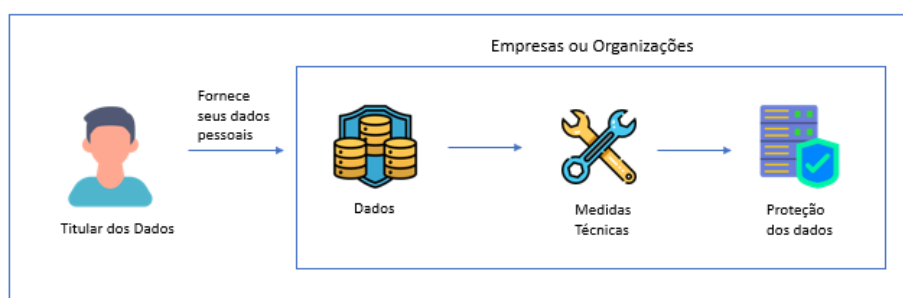 Empresas ou Organizações
Fornece
seus dados
pessoais
Titular dos Dados
Dados
Medidas
Técnicas
Proteção
dos dados